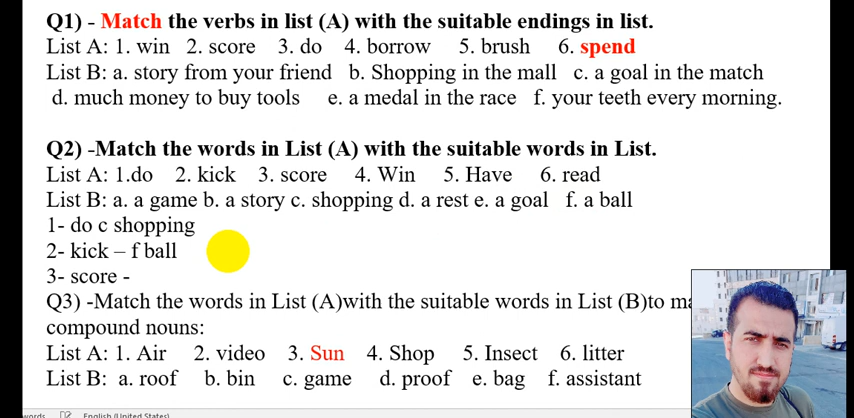 Q1) - Match the verbs in list (A) with the suitable endings in list.
List A: 1. win 2. score 3. do 4. borrow 5. brush 6. spend
List B: a. story from your friend b. Shopping in the mall c. a goal in the match
d. much money to buy tools e. a medal in the race f. your teeth every morning.
Q2) -Match the words in List (A) with the suitable words in List.
List A: 1.do 2. kick 3. score 4. Win 5. Have 6. read
List B: a. a game b. a story c. shopping d. a rest e. a goal f. a ball
1- do c shopping
2- kick – f ball
3- score -
Q3) -Match the words in List (A)with the suitable words in List (B)to
compound nouns:
List A: 1. Air 2. video 3. Sun 4. Shop 5. Insect 6. litter
List B: a. roof b. bin c. game d. proof e. bag f. assistant
English (United States)